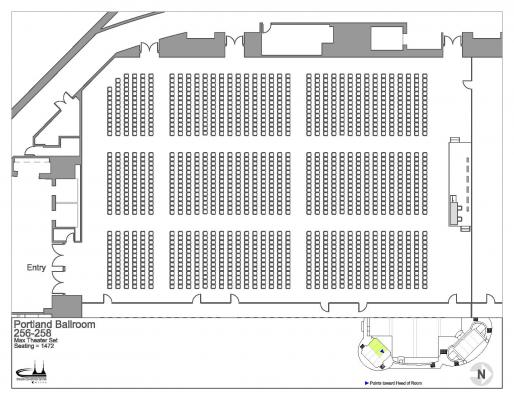 Entry
Portland Ballroom
256-258
Max Theater Set
Seating = 1472
Points toward Head of Room
N